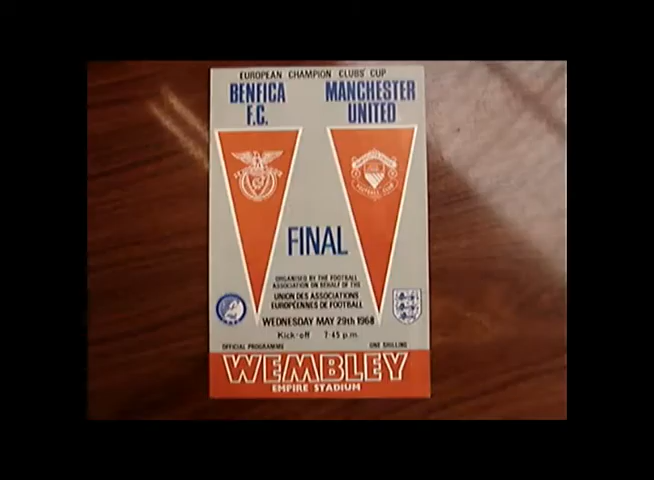 EUROPEAN CHAMPION CLUBS' CUP
BENFICA
F.C.
MANCHESTER
UNITED
FINAL
ORGANISED BY THE FOOTBALL
ASSOCIATION ON BEHALF OF THE
UNION DES ASSOCIATIONS
EUROPÉENNES DE FOOTBALL
WEDNESDAY MAY 29th 1968
Kick-off 7-45 p.m.
OFFICIAL PROGRAMME
ONE SHILLING
WEMBLEY
EMPIRE STADIUM